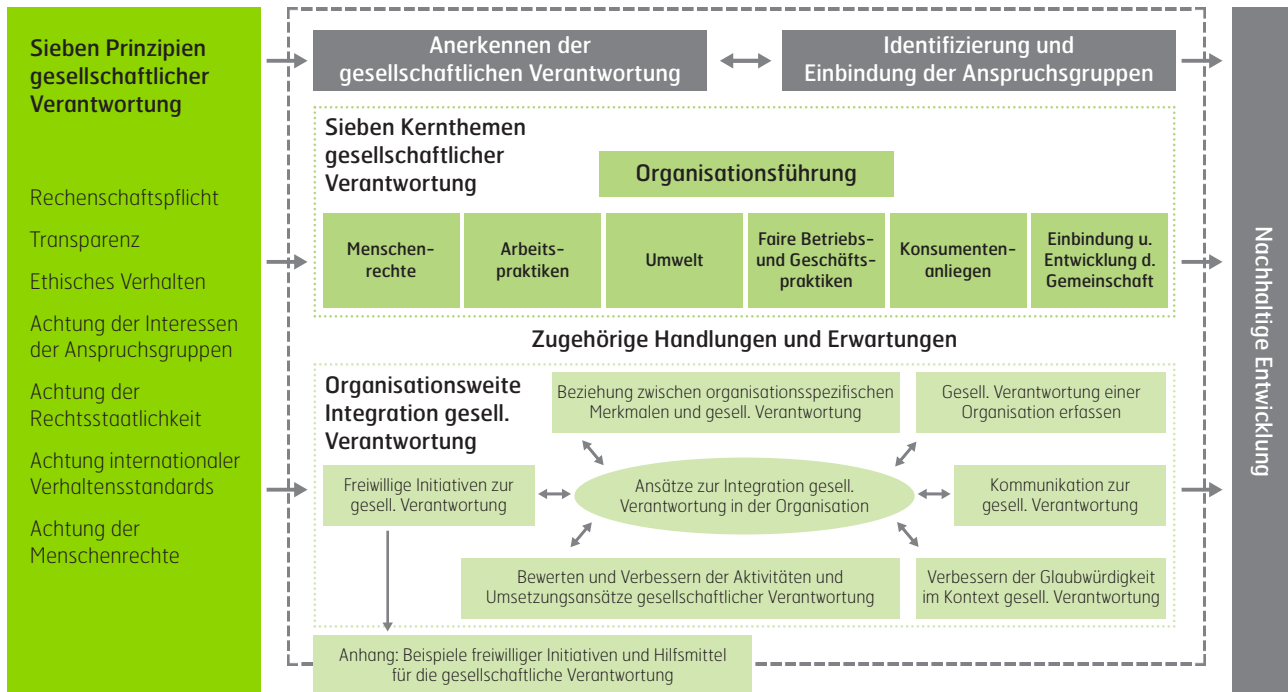 Sieben Prinzipien
gesellschaftlicher
Verantwortung
Rechenschaftspflicht
Transparenz
Ethisches Verhalten
Achtung der Interessen
der Anspruchsgruppen
Achtung der
Rechtsstaatlichkeit
Achtung internationaler
Verhaltensstandards
Achtung der
Menschenrechte
Anerkennen der
gesellschaftlichen Verantwortung
Identifizierung und
Einbindung der Anspruchsgruppen
Sieben Kernthemen
gesellschaftlicher
Verantwortung
Organisationsführung
Menschen-
rechte
Arbeits-
praktiken
Umwelt
Faire Betriebs-
und Geschäfts-
praktiken
Konsumenten-
anliegen
Einbindung u.
Entwicklung d.
Gemeinschaft
Zugehörige Handlungen und Erwartungen
Organisationsweite
Integration gesell.
Verantwortung
Beziehung zwischen organisationsspezifischen
Merkmalen und gesell. Verantwortung
Gesell. Verantwortung einer
Organisation erfassen
Freiwillige Initiativen zur
gesell. Verantwortung
Ansätze zur Integration gesell.
Verantwortung in der Organisation
Kommunikation zur
gesell. Verantwortung
Bewerten und Verbessern der Aktivitäten und
Umsetzungsansätze gesellschaftlicher Verantwortung
Verbessern der Glaubwürdigkeit
im Kontext gesell. Verantwortung
Anhang: Beispiele freiwilliger Initiativen und Hilfsmittel
für die gesellschaftliche Verantwortung
Nachhaltige Entwicklung